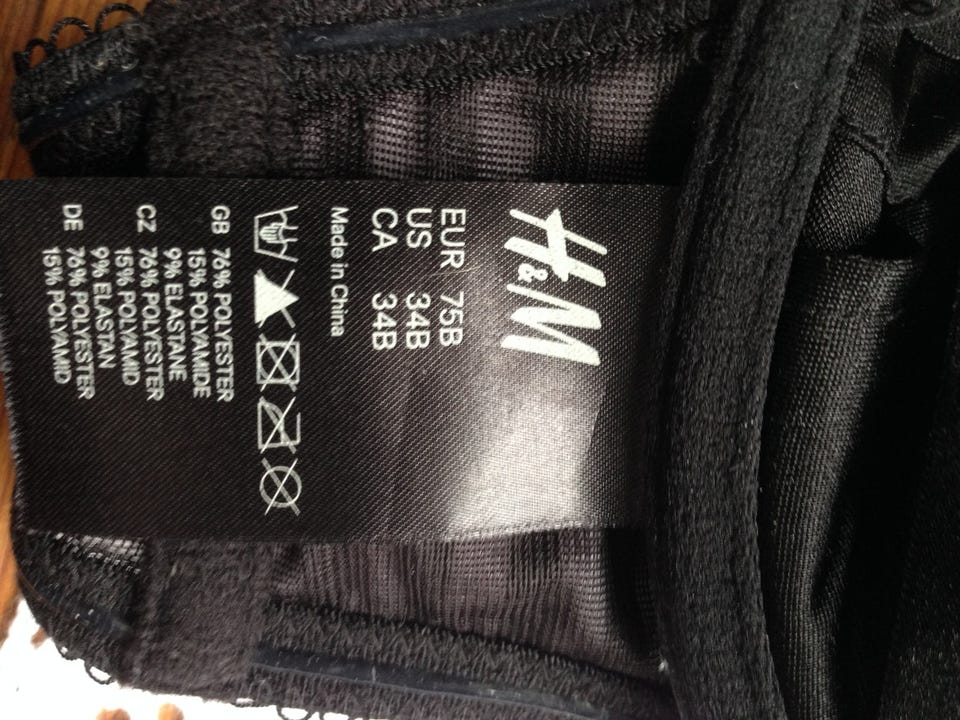 H&M
EUR 75B
US 34B
CA 34B
Made in China
GB 76% POLYESTER
15% POLYAMIDE
9% ELASTANE
CZ 76% POLYESTER
15% POLYAMID
9% ELASTAN
DE 76% POLYESTER
15% POLYAMID